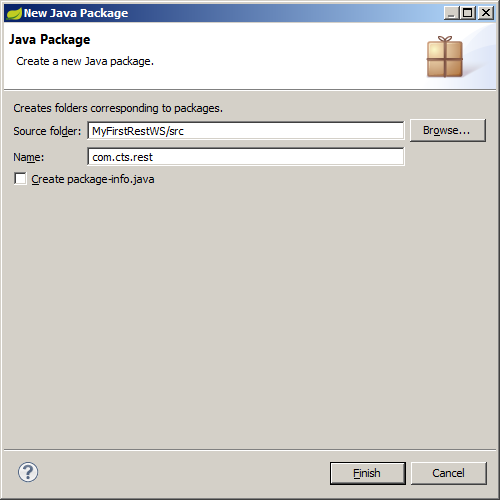 New Java Package
Java Package
Create a new Java package.
Creates folders corresponding to packages.
Source folder: MyFirstRestWS/src Browse...
Name: com.cts.rest
Create package-info.java
? Finish Cancel